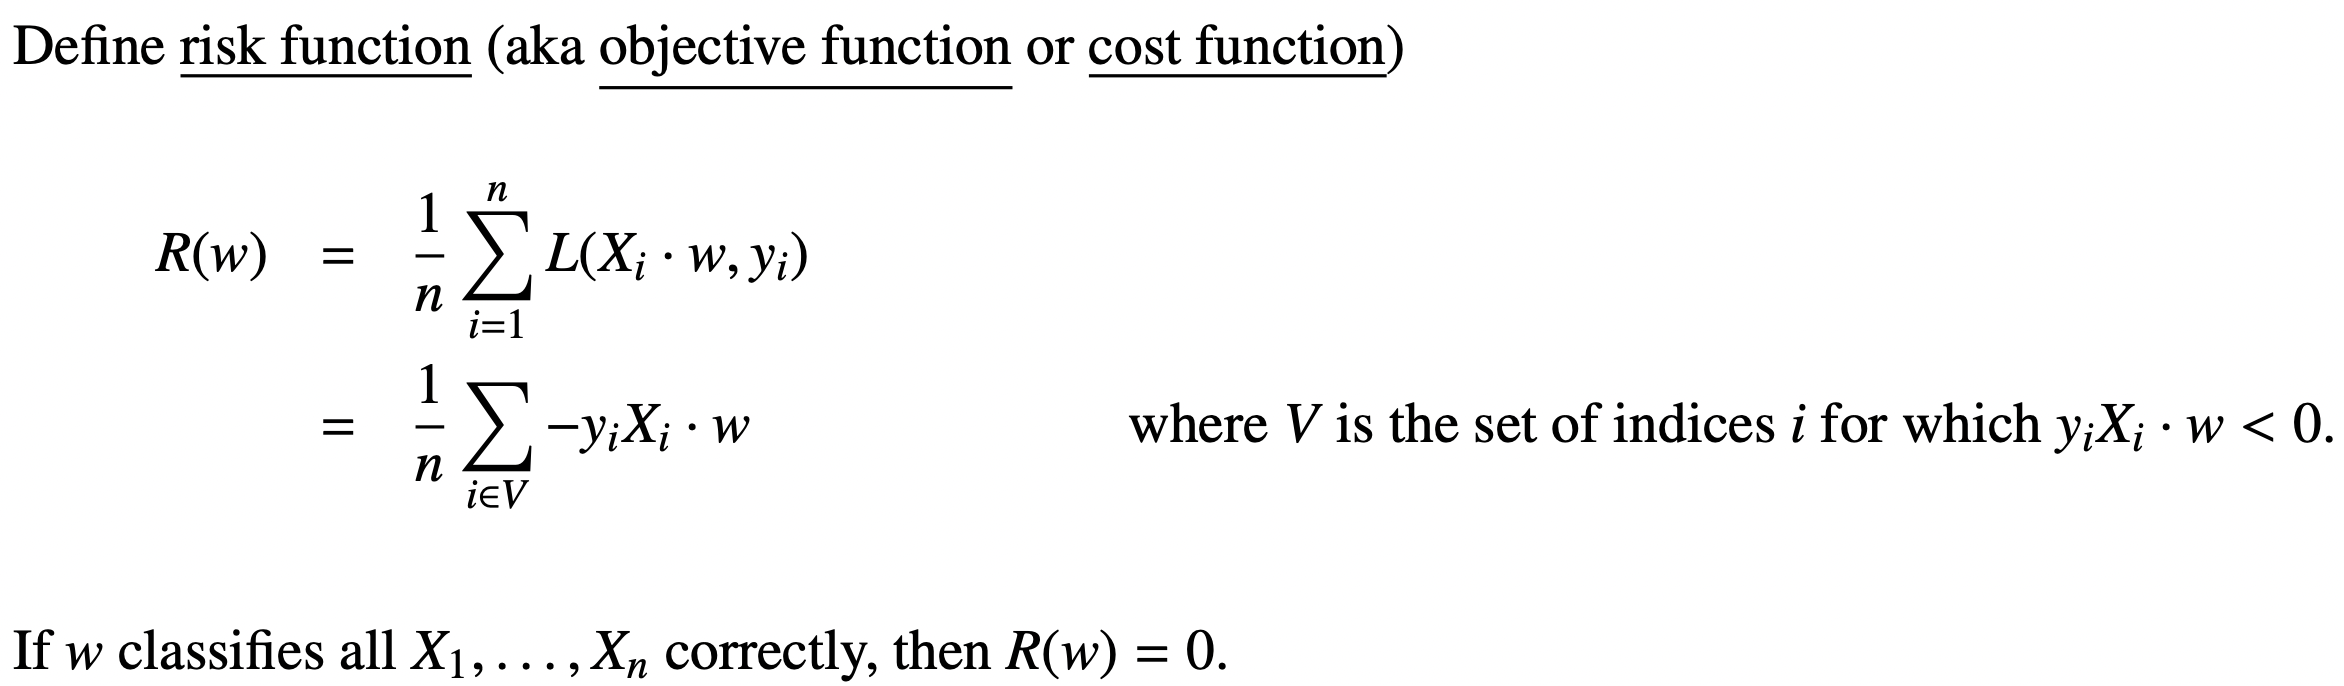 Define risk function (aka objective function or cost function)
R(w) = \frac{1}{n} \sum_{i=1}^{n} L(X_i \cdot w, y_i)
= \frac{1}{n} \sum_{i \in V} -y_i X_i \cdot w where V is the set of indices i for which y_i X_i \cdot w < 0.
If w classifies all X_1, \dots, X_n correctly, then R(w) = 0.